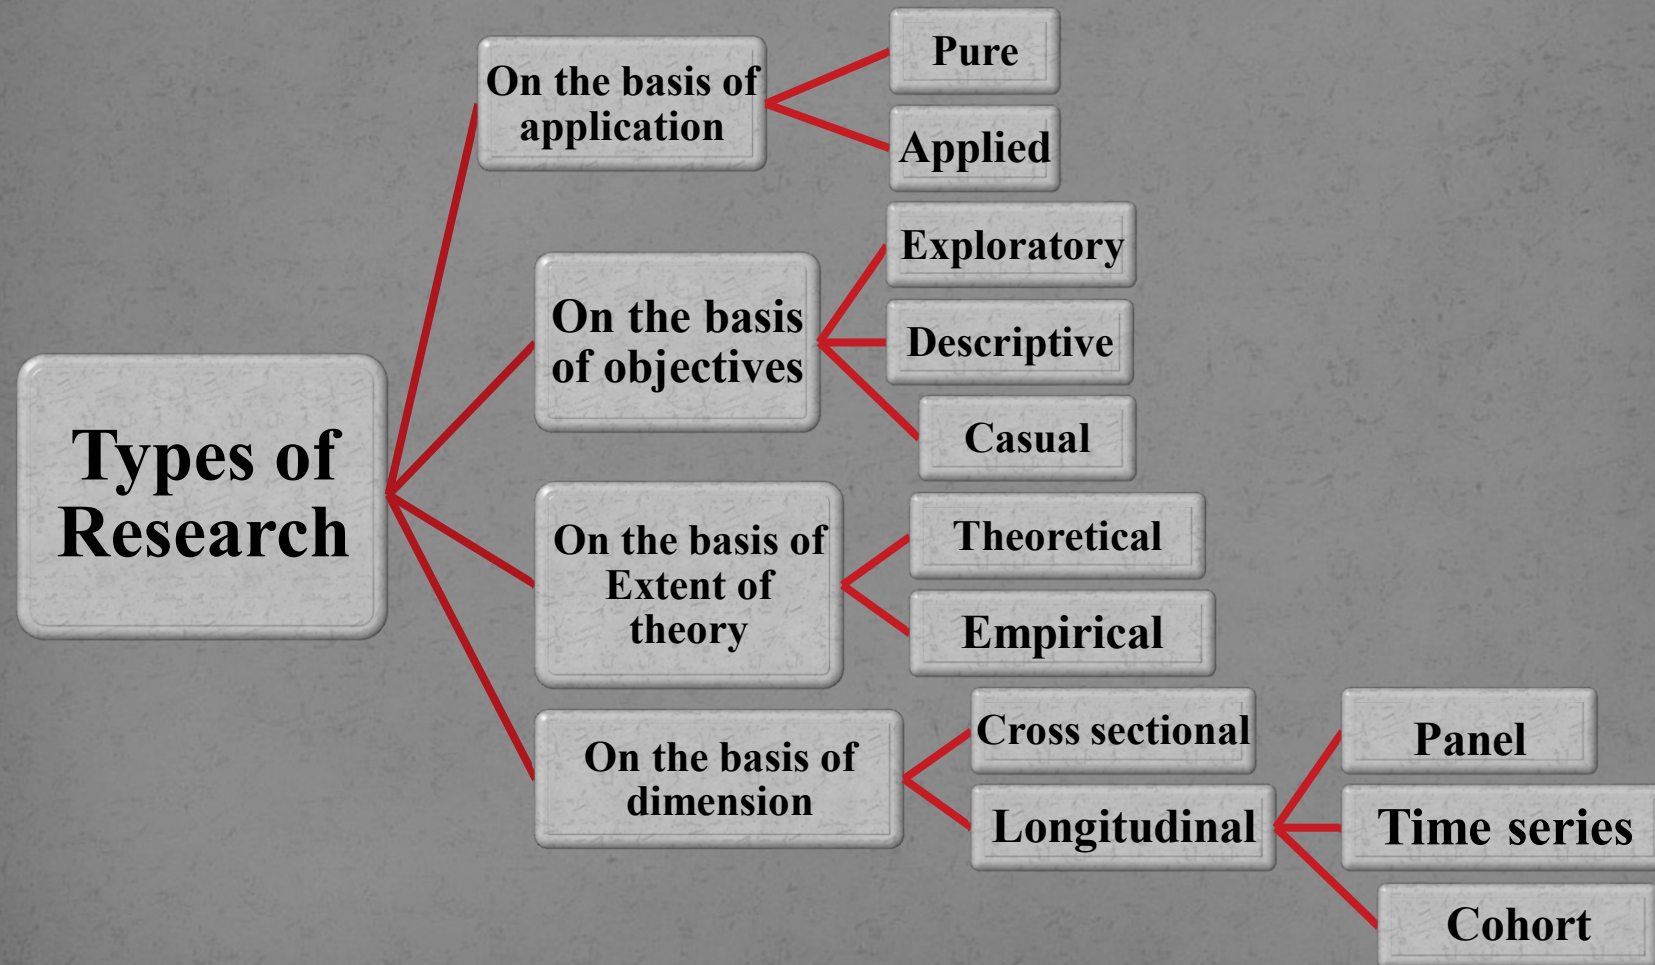 Types of
Research
On the basis of
application
Pure
Applied
On the basis
of objectives
Exploratory
Descriptive
Casual
On the basis of
Extent of
theory
Theoretical
Empirical
On the basis of
dimension
Cross sectional
Longitudinal
Panel
Time series
Cohort